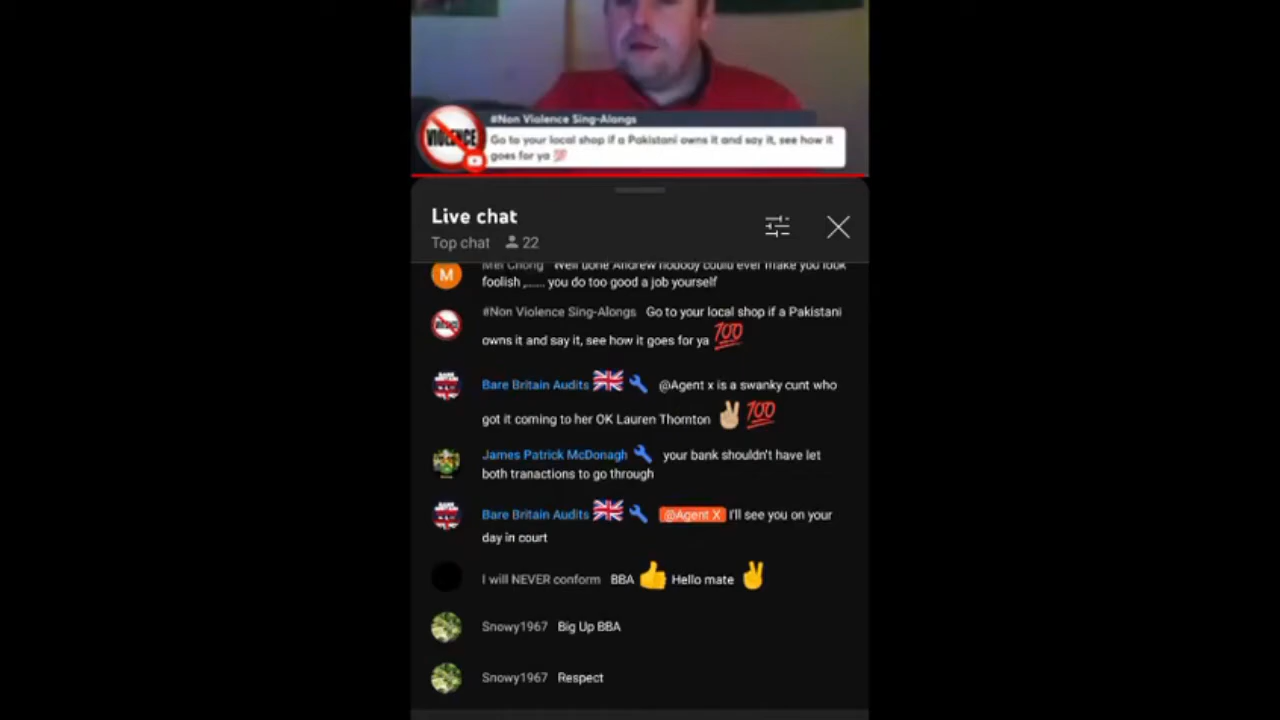 #Non Violence Sing-Alongs
VIOLENCE
Go to your local shop if a Pakistani owns it and say it, see how it
goes for ya 💯
Live chat
Top chat 22
M
Mei Chong Well done Andrew nobody could ever make you look
foolish ,...... you do too good a job yourself
#Non Violence Sing-Alongs Go to your local shop if a Pakistani
owns it and say it, see how it goes for ya 💯
Bare Britain Audits 🇬🇧 @Agent x is a swanky cunt who
got it coming to her OK Lauren Thornton ✌🏼 💯
James Patrick McDonagh your bank shouldn't have let
both tranactions to go through
Bare Britain Audits 🇬🇧 @Agent X I'll see you on your
day in court
I will NEVER conform BBA 👍 Hello mate ✌️
Snowy1967 Big Up BBA
Snowy1967 Respect